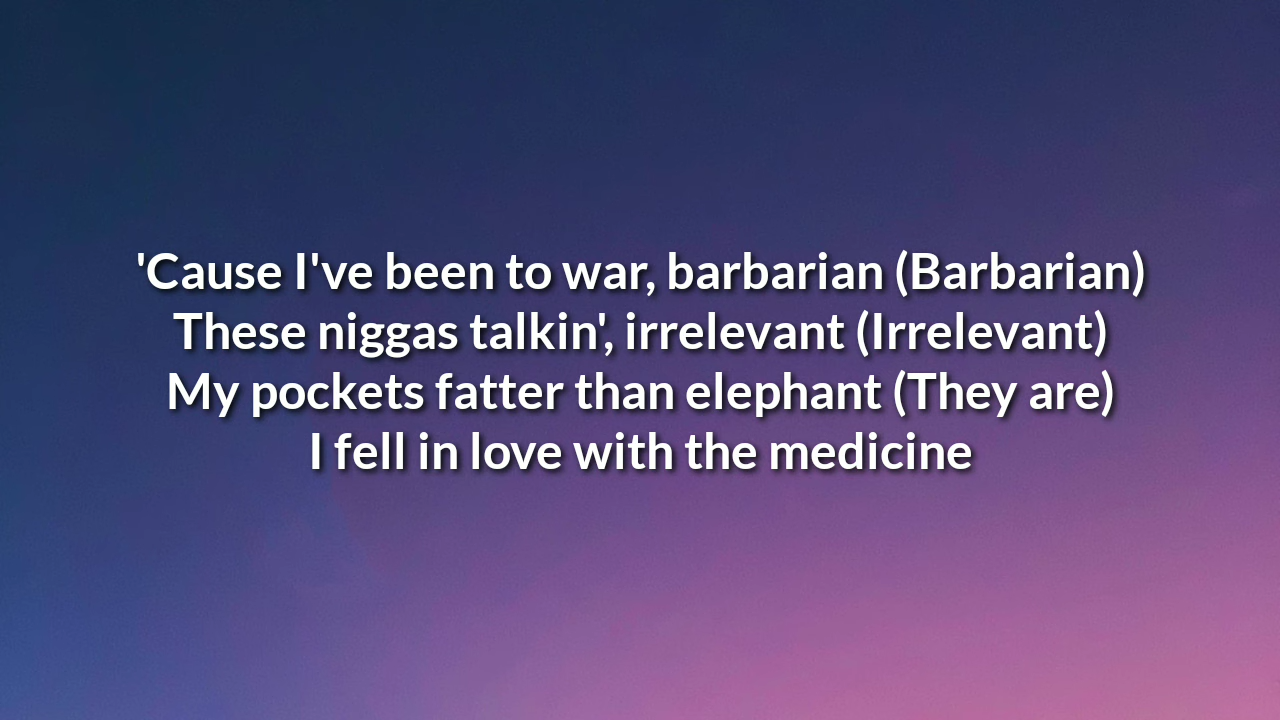 'Cause I've been to war, barbarian (Barbarian)
These niggas talkin', irrelevant (Irrelevant)
My pockets fatter than elephant (They are)
I fell in love with the medicine